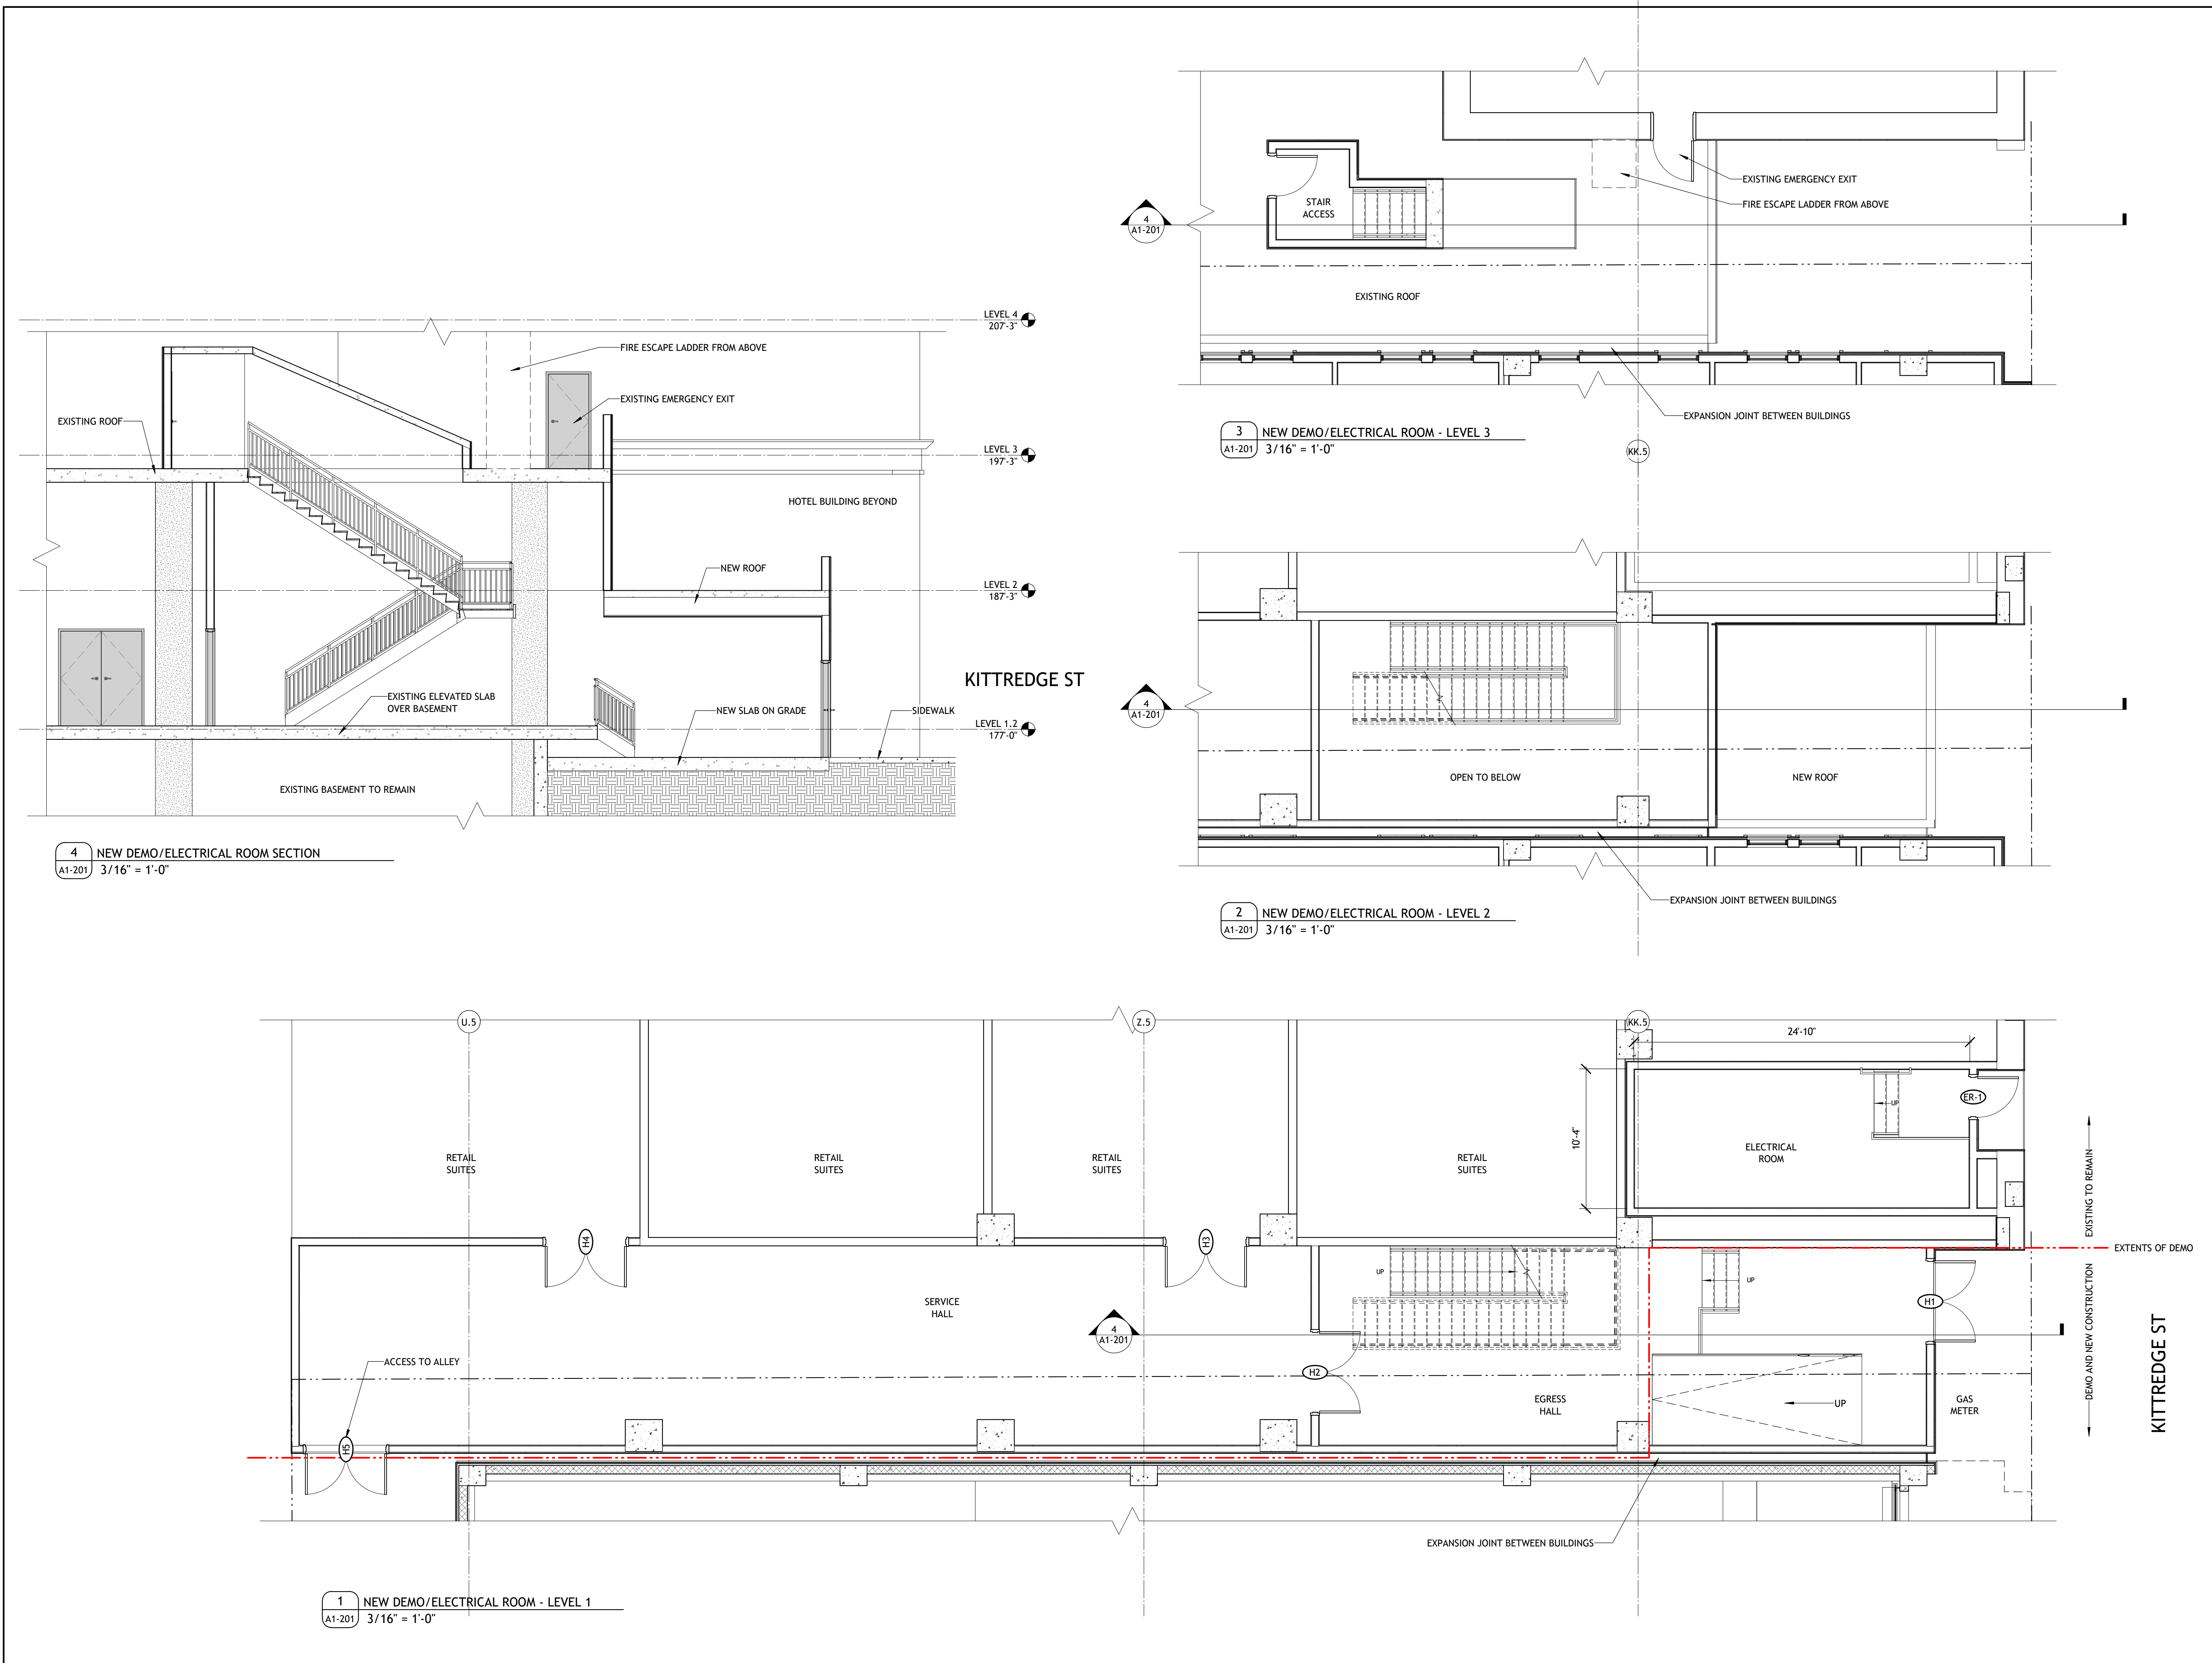 LEVEL 4
207'-3"
FIRE ESCAPE LADDER FROM ABOVE
EXISTING EMERGENCY EXIT
EXISTING ROOF
LEVEL 3
197'-3"
HOTEL BUILDING BEYOND
NEW ROOF
LEVEL 2
187'-3"
KITTREDGE ST
EXISTING ELEVATED SLAB
OVER BASEMENT
NEW SLAB ON GRADE
SIDEWALK
LEVEL 1.2
177'-0"
EXISTING BASEMENT TO REMAIN
4
A1-201
NEW DEMO/ELECTRICAL ROOM SECTION
3/16" = 1'-0"
EXISTING EMERGENCY EXIT
FIRE ESCAPE LADDER FROM ABOVE
STAIR
ACCESS
4
A1-201
EXISTING ROOF
EXPANSION JOINT BETWEEN BUILDINGS
3
A1-201
NEW DEMO/ELECTRICAL ROOM - LEVEL 3
3/16" = 1'-0"
KK.5
4
A1-201
OPEN TO BELOW
NEW ROOF
EXPANSION JOINT BETWEEN BUILDINGS
2
A1-201
NEW DEMO/ELECTRICAL ROOM - LEVEL 2
3/16" = 1'-0"
U.5
Z.5
KK.5
24'-10"
UP
ER-1
10'-4"
ELECTRICAL
ROOM
RETAIL
SUITES
RETAIL
SUITES
RETAIL
SUITES
RETAIL
SUITES
EXISTING TO REMAIN
H4
H3
EXTENTS OF DEMO
UP
UP
SERVICE
HALL
H1
4
A1-201
DEMO AND NEW CONSTRUCTION
KITTREDGE ST
ACCESS TO ALLEY
H2
EGRESS
HALL
UP
GAS
METER
H5
EXPANSION JOINT BETWEEN BUILDINGS
1
A1-201
NEW DEMO/ELECTRICAL ROOM - LEVEL 1
3/16" = 1'-0"